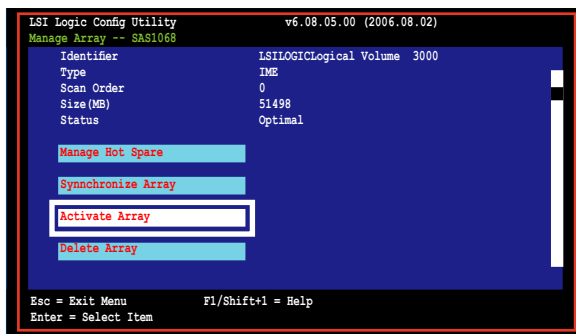 LSI Logic Config Utility v6.08.05.00 (2006.08.02)
Manage Array -- SAS1068
Identifier LSILOGICLogical Volume 3000
Type IME
Scan Order 0
Size(MB) 51498
Status Optimal
Manage Hot Spare
Synnchronize Array
Activate Array
Delete Array
Esc = Exit Menu F1/Shift+1 = Help
Enter = Select Item